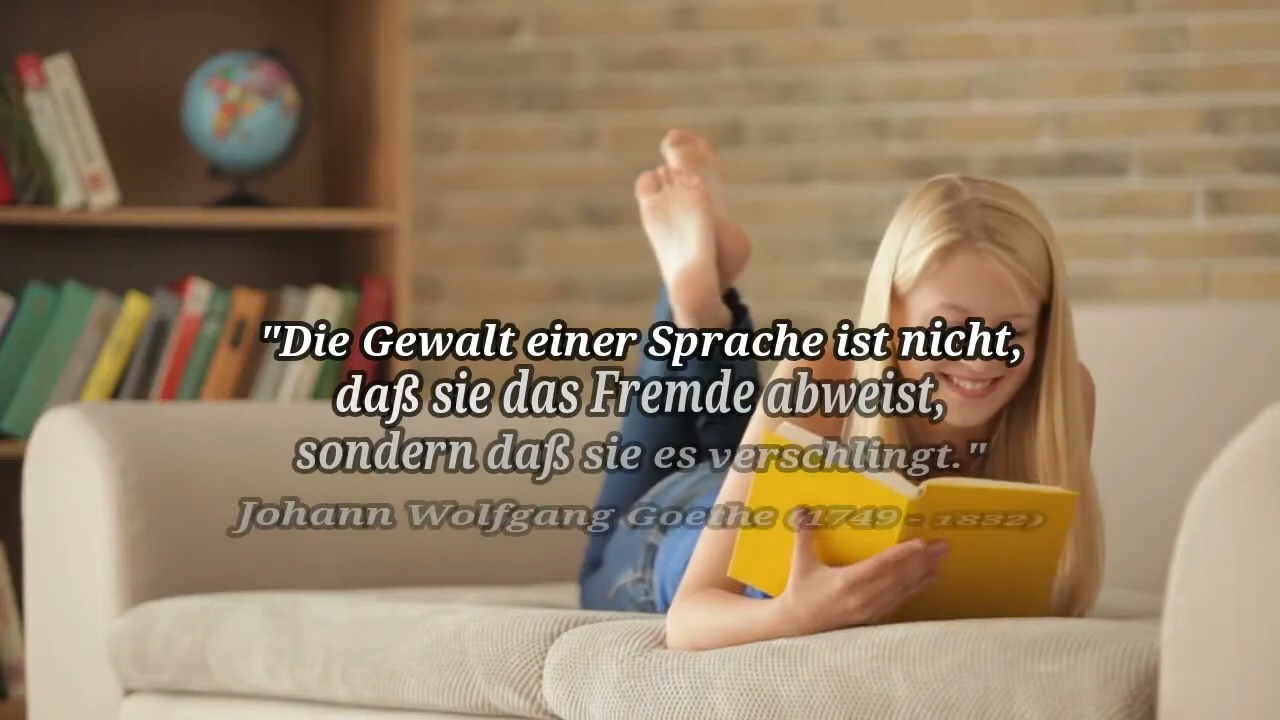 "Die Gewalt einer Sprache ist nicht,
daß sie das Fremde abweist,
sondern daß sie es verschlingt."
Johann Wolfgang Goethe (1749 - 1832)